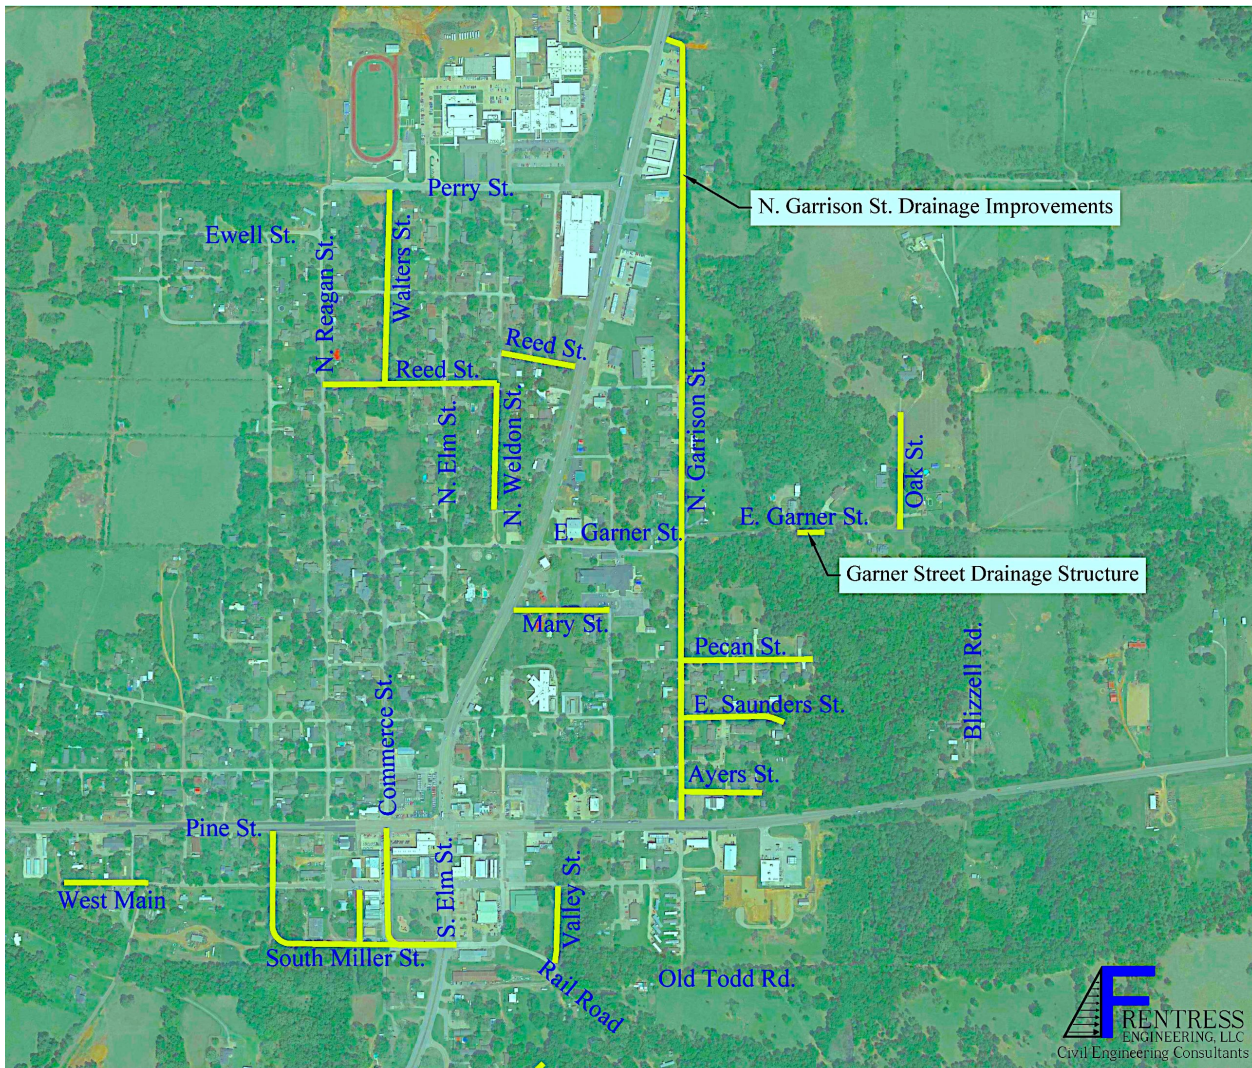 Perry St.
N. Garrison St. Drainage Improvements
Ewell St.
N. Reagan St.
Walters St.
Reed St.
Reed St.
N. Elm St.
N. Weldon St.
N. Garrison St.
Oak St.
E. Garner St.
E. Garner St.
Garner Street Drainage Structure
Mary St.
Pecan St.
Blizzell Rd.
E. Saunders St.
Commerce St.
Ayers St.
Pine St.
S. Elm St.
Valley St.
West Main
South Miller St.
Rail Road
Old Todd Rd.
FRENTRESS
ENGINEERING, LLC
Civil Engineering Consultants